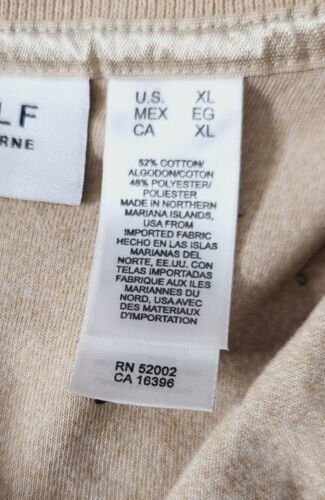 LF
RNE
U.S. XL
MEX EG
CA XL
52% COTTON/
ALGODON/COTON
48% POLYESTER/
POLIESTER
MADE IN NORTHERN
MARIANA ISLANDS,
USA FROM
IMPORTED FABRIC
HECHO EN LAS ISLAS
MARIANAS DEL
NORTE, EE.UU. CON
TELAS IMPORTADAS
FABRIQUE AUX ILES
MARIANNES DU
NORD, USA AVEC
DES MATERIAUX
D'IMPORTATION
RN 52002
CA 16396